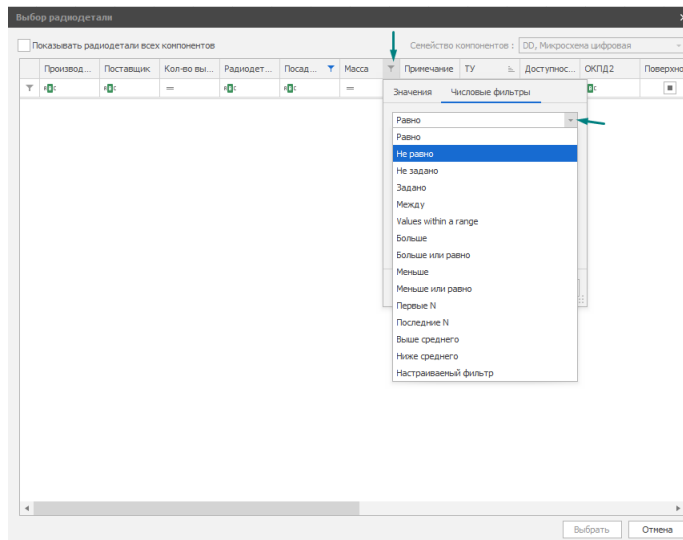 Выбор радиодетали
Показывать радиодетали всех компонентов
Семейство компонентов : DD, Микросхема цифровая
Производ... Поставщик Кол-во вы... Радиодет... Посад... Масса Примечание ТУ Доступнос... ОКПД2 Поверхно
= =
Значения Числовые фильтры
Равно
Равно
Не равно
Не задано
Задано
Между
Values within a range
Больше
Больше или равно
Меньше
Меньше или равно
Первые N
Последние N
Выше среднего
Ниже среднего
Настраиваемый фильтр
Выбрать Отмена